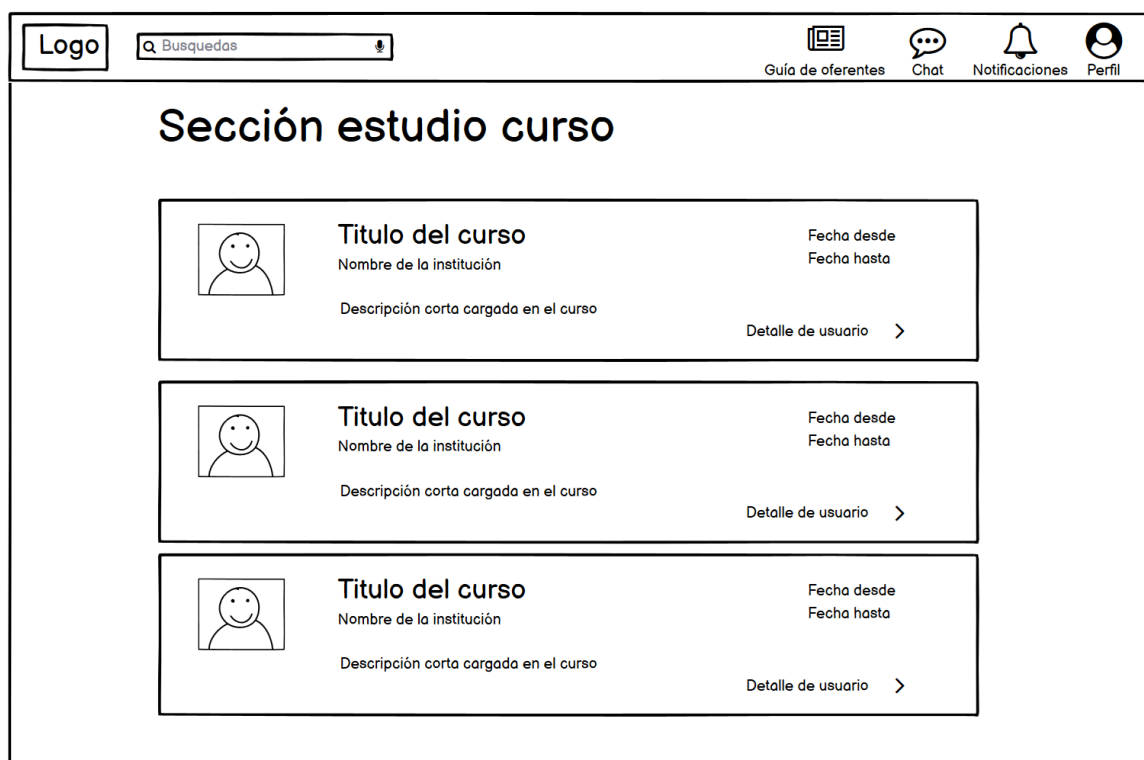 Logo
Busquedas
Guía de oferentes
Chat
Notificaciones
Perfil
Sección estudio curso
Titulo del curso
Nombre de la institución
Descripción corta cargada en el curso
Fecha desde
Fecha hasta
Detalle de usuario
Titulo del curso
Nombre de la institución
Descripción corta cargada en el curso
Fecha desde
Fecha hasta
Detalle de usuario
Titulo del curso
Nombre de la institución
Descripción corta cargada en el curso
Fecha desde
Fecha hasta
Detalle de usuario